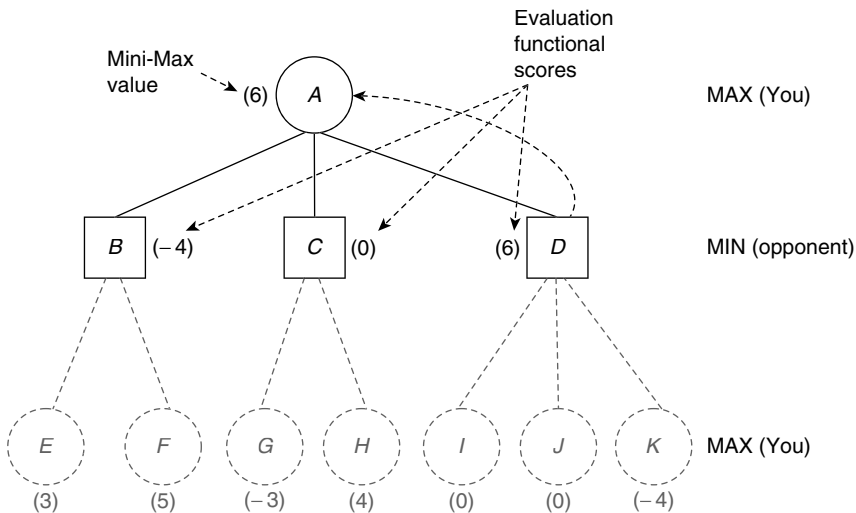 Evaluation
functional
scores
Mini-Max
value
(6) A
MAX (You)
B (– 4)
C (0)
(6) D
MIN (opponent)
E F G H I J K
MAX (You)
(3) (5) (– 3) (4) (0) (0) (– 4)